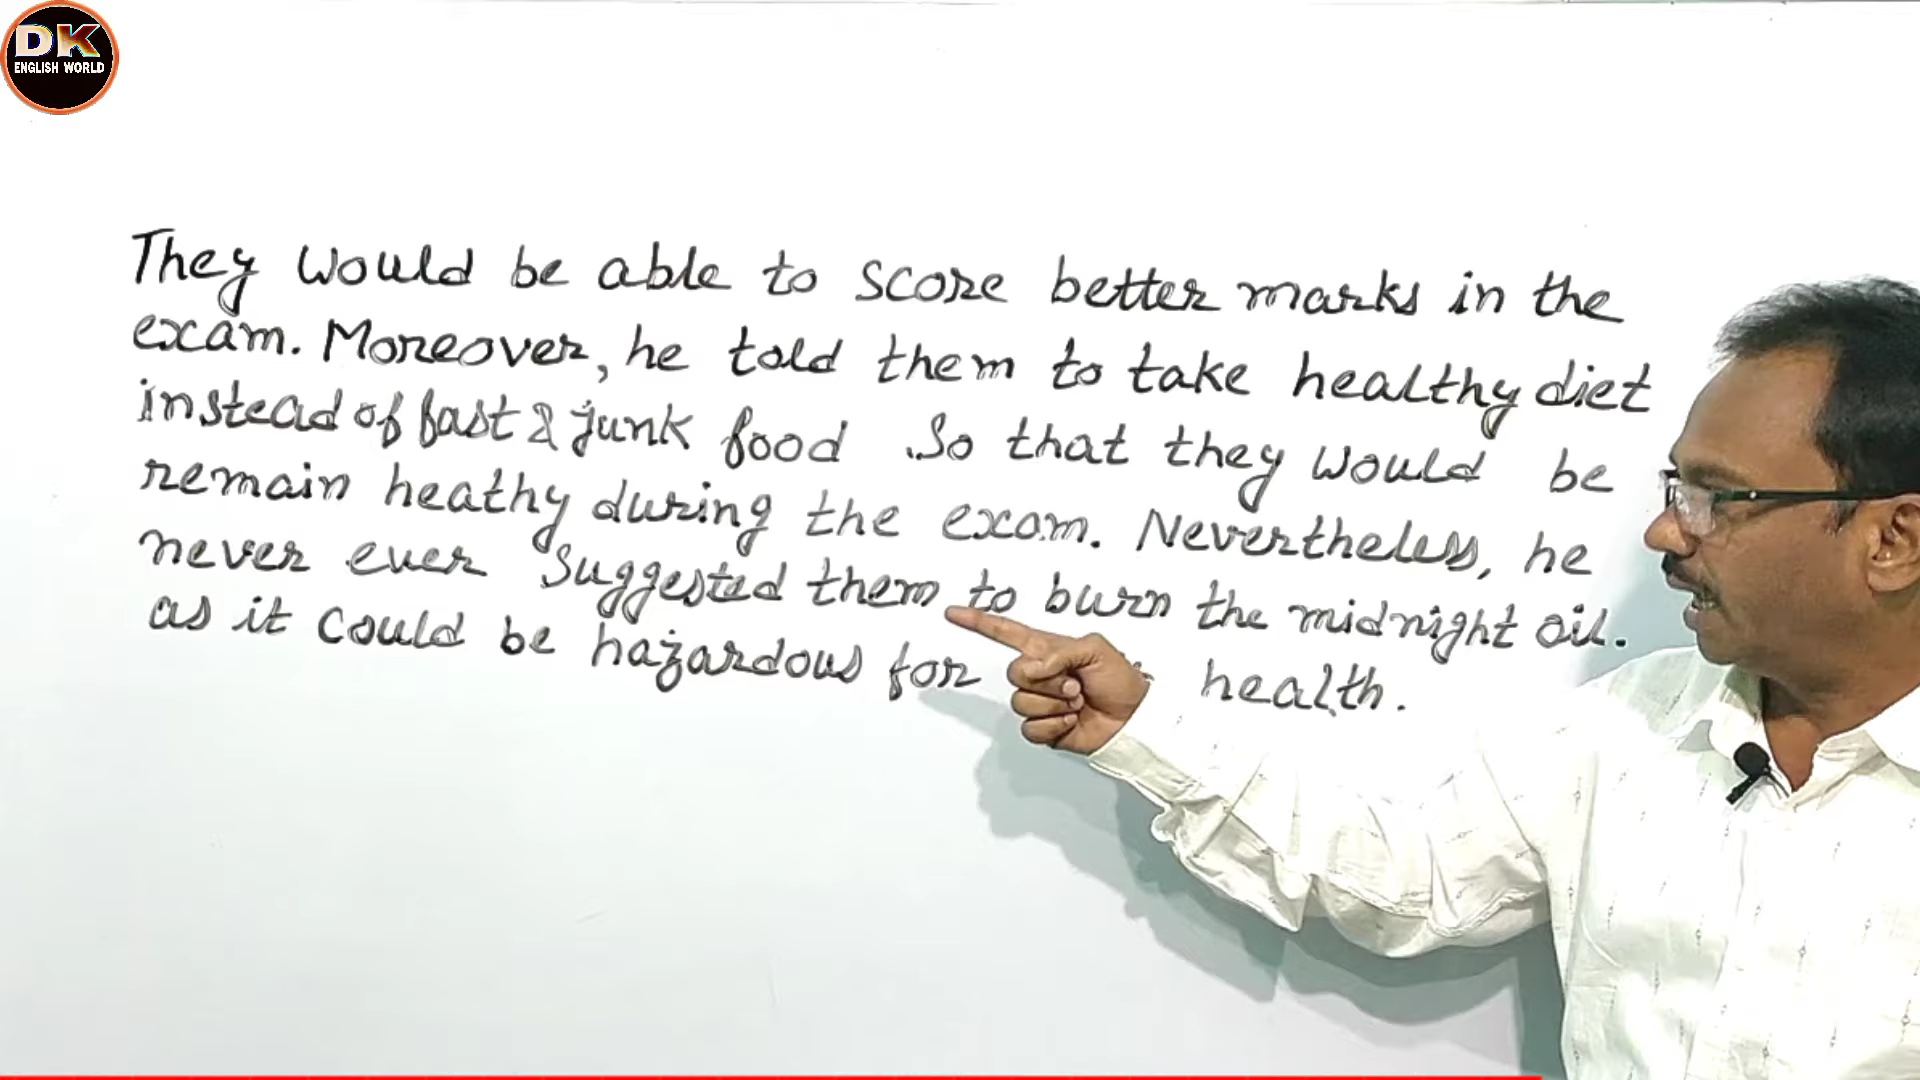 DK
ENGLISH WORLD
They would be able to score better marks in the
exam. Moreover, he told them to take healthy diet
instead of fast & junk food .So that they would be
remain heathy during the exam. Nevertheless, he
never ever suggested them to burn the midnight oil.
as it could be hazardous for health.